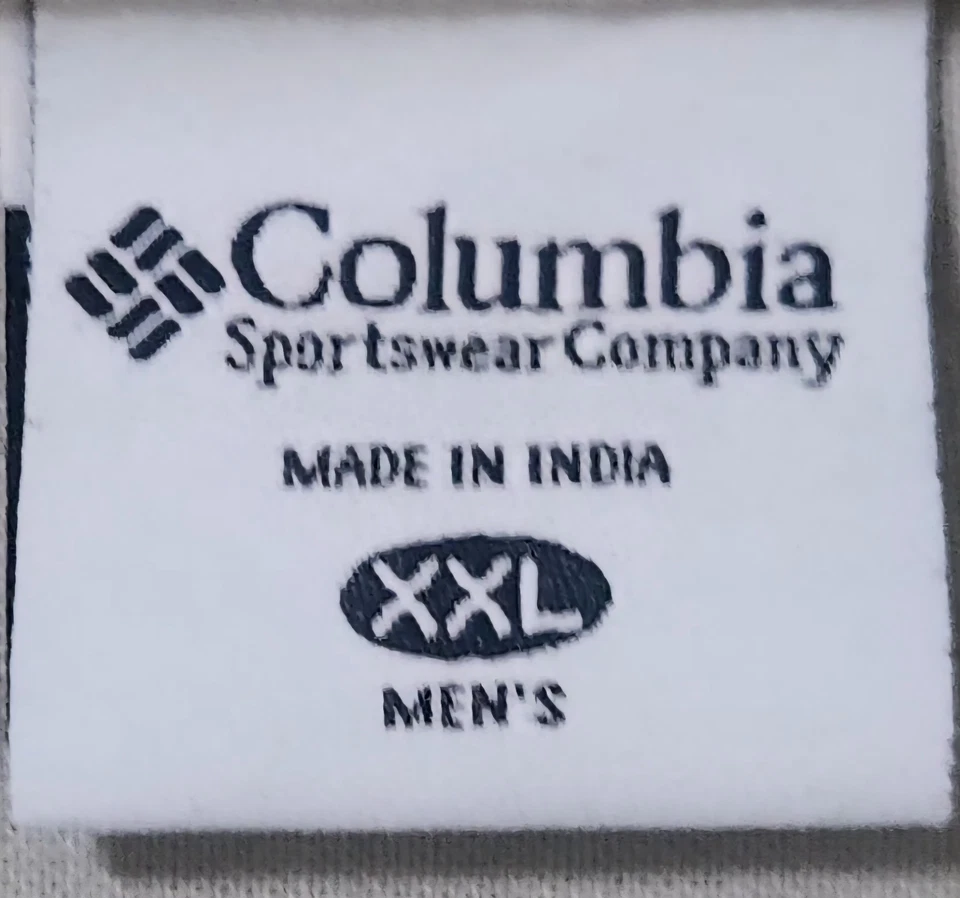 Columbia
Sportswear Company
MADE IN INDIA
XXL
MEN'S